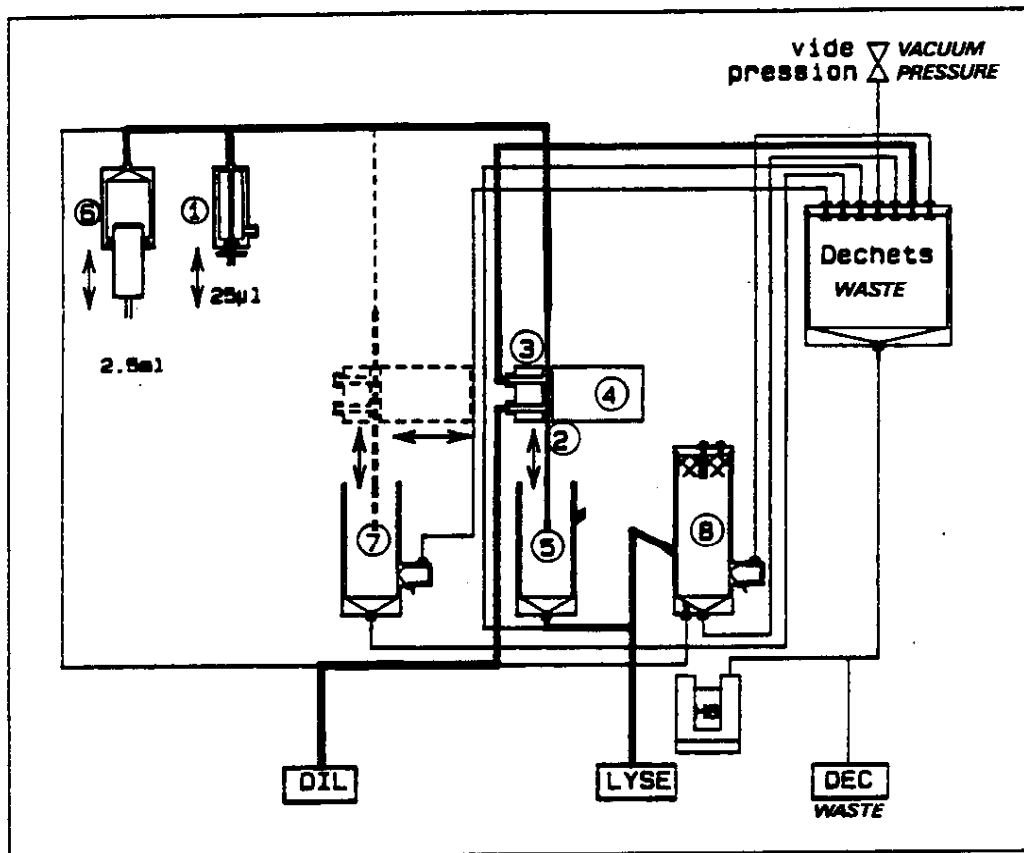 vide VACUUM
pression PRESSURE
6
1
25µl
2.5ml
Dechets
WASTE
3
4
2
7
5
8
DIL
LYSE
DEC
WASTE